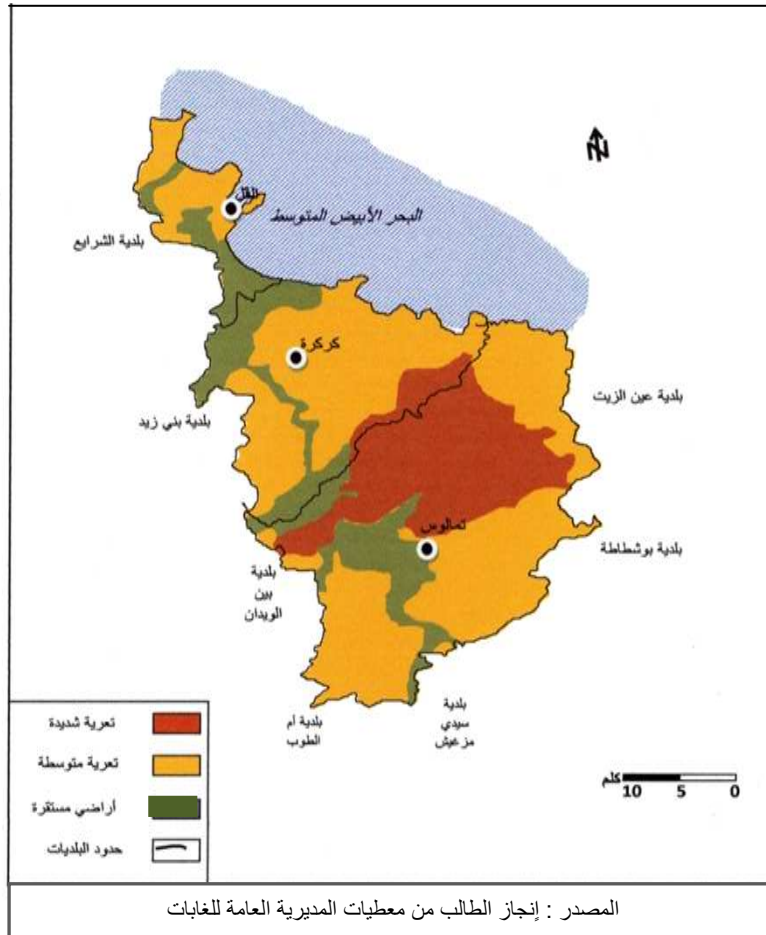 N
القل
البحر الأبيض المتوسط
بلدية الشرايع
كركرة
بلدية عين الزيت
بلدية بني زيد
تمالوس
بلدية بوشطاطة
بلدية
بين
الويدان
بلدية أم
الطوب
بلدية
سيدي
مزغيش
تعرية شديدة
تعرية متوسطة
أراضي مستقرة
حدود البلديات
كلم
10 5 0
المصدر : إنجاز الطالب من معطيات المديرية العامة للغابات